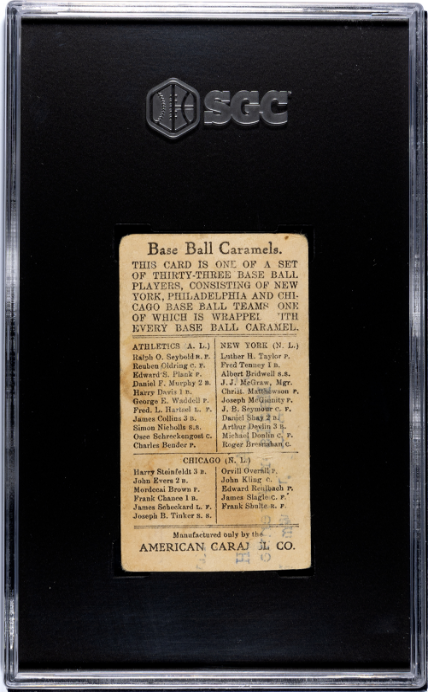 SGC
Base Ball Caramels.
THIS CARD IS ONE OF A SET
OF THIRTY-THREE BASE BALL
PLAYERS, CONSISTING OF NEW
YORK, PHILADELPHIA AND CHI-
CAGO BASE BALL TEAMS ONE
OF WHICH IS WRAPPE ITH
EVERY BASE BALL CARAMEL.
ATHLETICS (A. L.)
Ralph O. Seybold R. F.
Reuben Oldring C. F.
Edward S. Plank P.
Daniel F. Murphy 2 B.
Harry Davis 1 B.
George E. Waddell P.
Fred. L. Hartsel L. F.
James Collins 3 B.
Simon Nicholls S.S.
Osee Schreckengost C.
Charles Bender P.
NEW YORK (N. L.)
Luther H. Taylor P.
Fred Tenney 1 B.
Albert Bridwell S.S.
J. J. McGraw, Mgr.
Christ. Matthewson P.
Joseph McGinnity P.
J. B. Seymour C. F.
Daniel Shay 2 B.
Arthur Devlin 3 B.
Michael Donlin C. F.
Roger Bresnahan C.
CHICAGO (N. L.)
Harry Steinfeldt 3 B.
John Evers 2 B.
Mordecai Brown P.
Frank Chance 1 B.
James Scheckard L. F.
Joseph B. Tinker S. S.
Orvill Overall P.
John Kling C.
Edward Reulbach P.
James Slagle C. F.
Frank Shulte R. F.
Manufactured only by the
AMERICAN CARA EL CO.